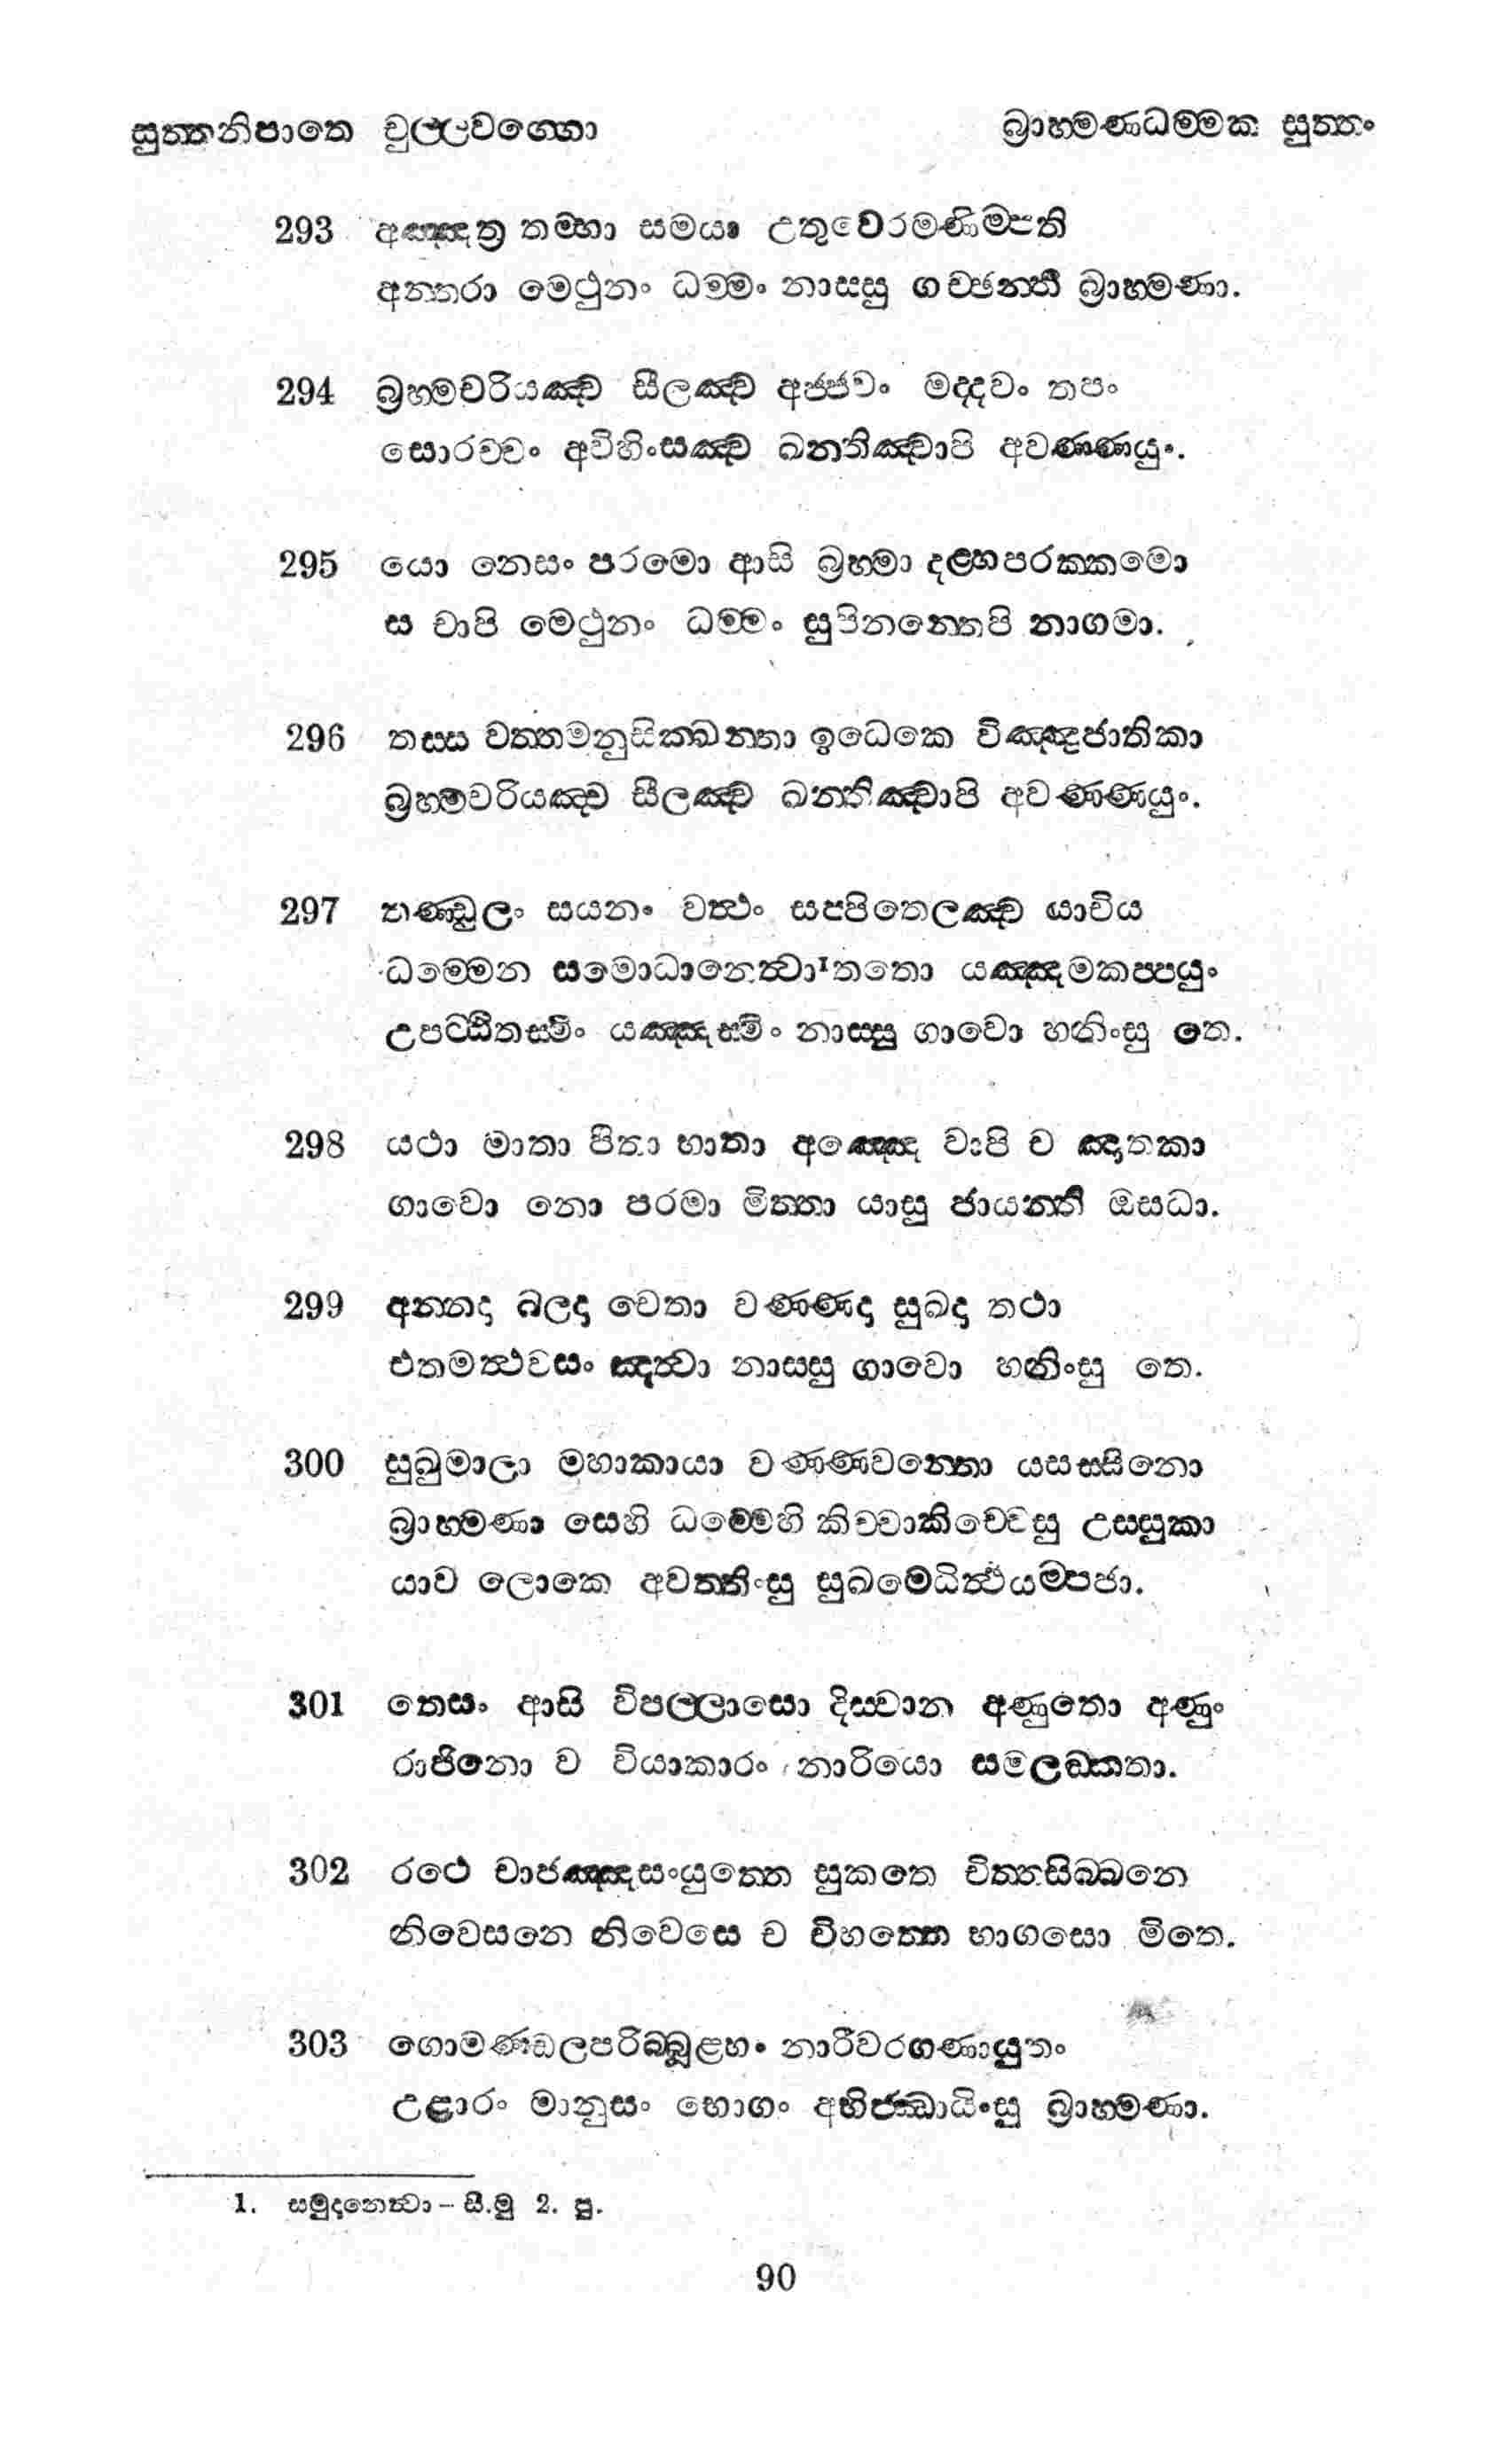 සුත්තනිපාතෙ චුල්ලවග්ගො
බ්‍රාහ්මණධම්මික සුත්තං
293 අඤ්ඤත්‍ර තම්හා සමයා උතුවෙරමණිම්පති
අන්තරා මෙථුනං ධම්මං නාස්සු ගච්ඡන්ති බ්‍රාහ්මණා.
294 බ්‍රහ්මචරියඤ්ච සීලඤ්ච අජ්ජවං මද්දවං තපං
සොරච්චං අවිහිංසඤ්ච ඛන්තිඤ්චාපි අවණ්ණයුං.
295 යො නෙසං පරමො ආසි බ්‍රහ්මා දළ්හපරක්කමො
ස චාපි මෙථුනං ධම්මං සුපිනන්තෙපි නාගමා.
296 තස්ස වත්තමනුසික්ඛන්තා ඉධෙකෙ විඤ්ඤජාතිකා
බ්‍රහ්මචරියඤ්ච සීලඤ්ච ඛන්තිඤ්චාපි අවණ්ණයුං.
297 තණ්ඩුලං සයනං වත්ථං සප්පිතෙලඤ්ච යාචිය
ධම්මෙන සමොධානෙත්වා¹ තතො යඤ්ඤමකප්පයුං
උපට්ඨිතස්මිං යඤ්ඤස්මිං නාස්සු ගාවො හනිංසු තෙ.
298 යථා මාතා පිතා භාතා අඤ්ඤෙ වාපි ච ඤාතකා
ගාවො නො පරමා මිත්තා යාසු ජායන්ති ඔසධා.
299 අන්නදා බලදා චෙතා වණ්ණදා සුඛදා තථා
එතමත්ථවසං ඤත්වා නාස්සු ගාවො හනිංසු තෙ.
300 සුඛුමාලා මහාකායා වණ්ණවන්තො යසස්සිනො
බ්‍රාහ්මණා සෙහි ධම්මෙහි කිච්චාකිච්චෙසු උස්සුකා
යාව ලොකෙ අවත්තිංසු සුඛමෙධිත්ථයම්පජා.
301 තෙසං ආසි විපල්ලාසො දිස්වාන අණුතො අණුං
රාජිනො ච වියාකාරං නාරියො සමලඞ්කතා.
302 රථෙ චාජඤ්ඤසංයුත්තෙ සුකතෙ චිත්තසිබ්බනෙ
නිවෙසනෙ නිවෙසෙ ච විහත්තෙ භාගසො මිතෙ.
303 ගොමණ්ඩලපරිබ්බූළ්හං නාරීවරගණායුතං
උළාරං මානුසං භොගං අභිජ්ඣායිංසු බ්‍රාහ්මණා.
1. සමුදානෙත්වා – සී.මු 2. පු.
90